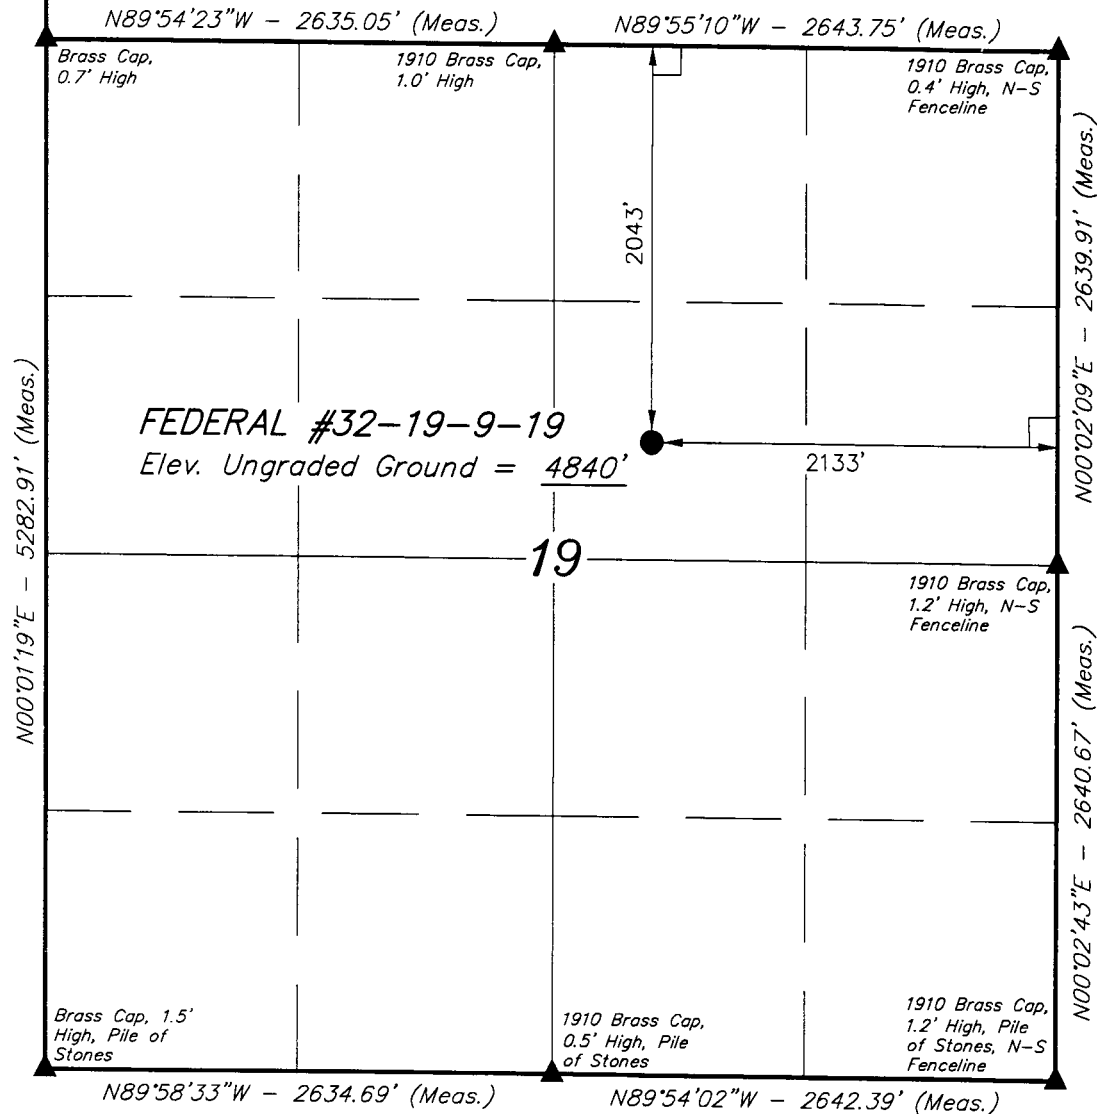 N89°54'23"W - 2635.05' (Meas.)
N89°55'10"W - 2643.75' (Meas.)
Brass Cap,
0.7' High
1910 Brass Cap,
1.0' High
1910 Brass Cap,
0.4' High, N-S
Fenceline
2043'
N00°02'09"E - 2639.91' (Meas.)
N00°01'19"E - 5282.91' (Meas.)
FEDERAL #32-19-9-19
Elev. Ungraded Ground = 4840'
2133'
19
1910 Brass Cap,
1.2' High, N-S
Fenceline
N00°02'43"E - 2640.67' (Meas.)
Brass Cap, 1.5'
High, Pile of
Stones
1910 Brass Cap,
0.5' High, Pile
of Stones
1910 Brass Cap,
1.2' High, Pile
of Stones, N-S
Fenceline
N89°58'33"W - 2634.69' (Meas.)
N89°54'02"W - 2642.39' (Meas.)